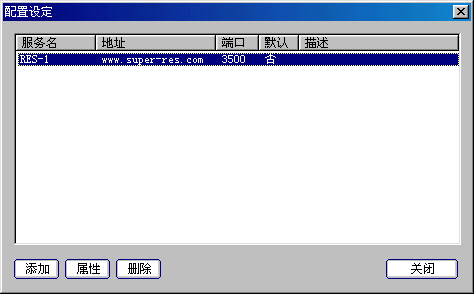 配置设定
服务名 地址 端口 默认 描述
RES-1 www.super-res.com 3500 否
添加 属性 删除 关闭